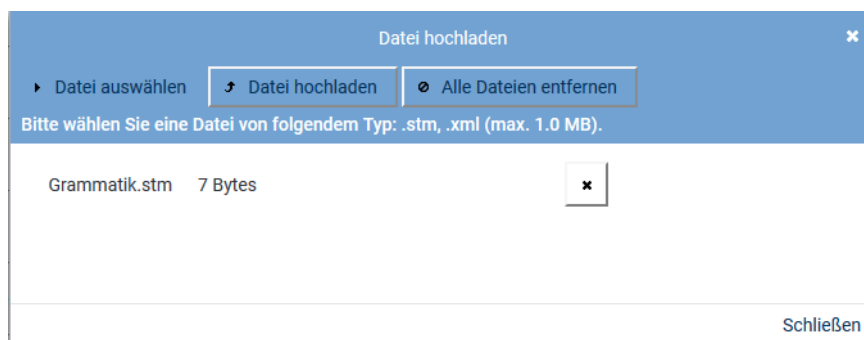 Datei hochladen
Datei auswählen Datei hochladen Alle Dateien entfernen
Bitte wählen Sie eine Datei von folgendem Typ: .stm, .xml (max. 1.0 MB).
Grammatik.stm 7 Bytes
Schließen